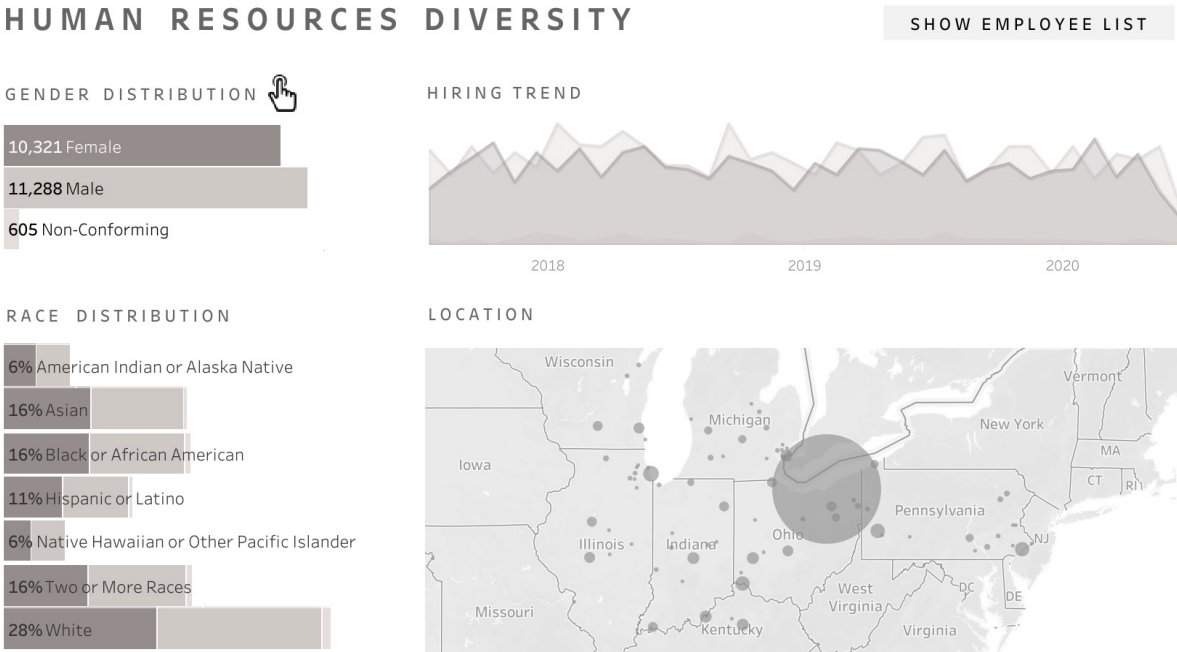 HUMAN RESOURCES DIVERSITY
SHOW EMPLOYEE LIST
GENDER DISTRIBUTION
10,321 Female
11,288 Male
605 Non-Conforming
HIRING TREND
2018
2019
2020
RACE DISTRIBUTION
6% American Indian or Alaska Native
16% Asian
16% Black or African American
11% Hispanic or Latino
6% Native Hawaiian or Other Pacific Islander
16% Two or More Races
28% White
LOCATION
Wisconsin
Vermont
Michigan
New York
MA
Iowa
CT
RI
Pennsylvania
Illinois
Indiana
Ohio
NJ
West
Virginia
DC
DE
Missouri
Kentucky
Virginia